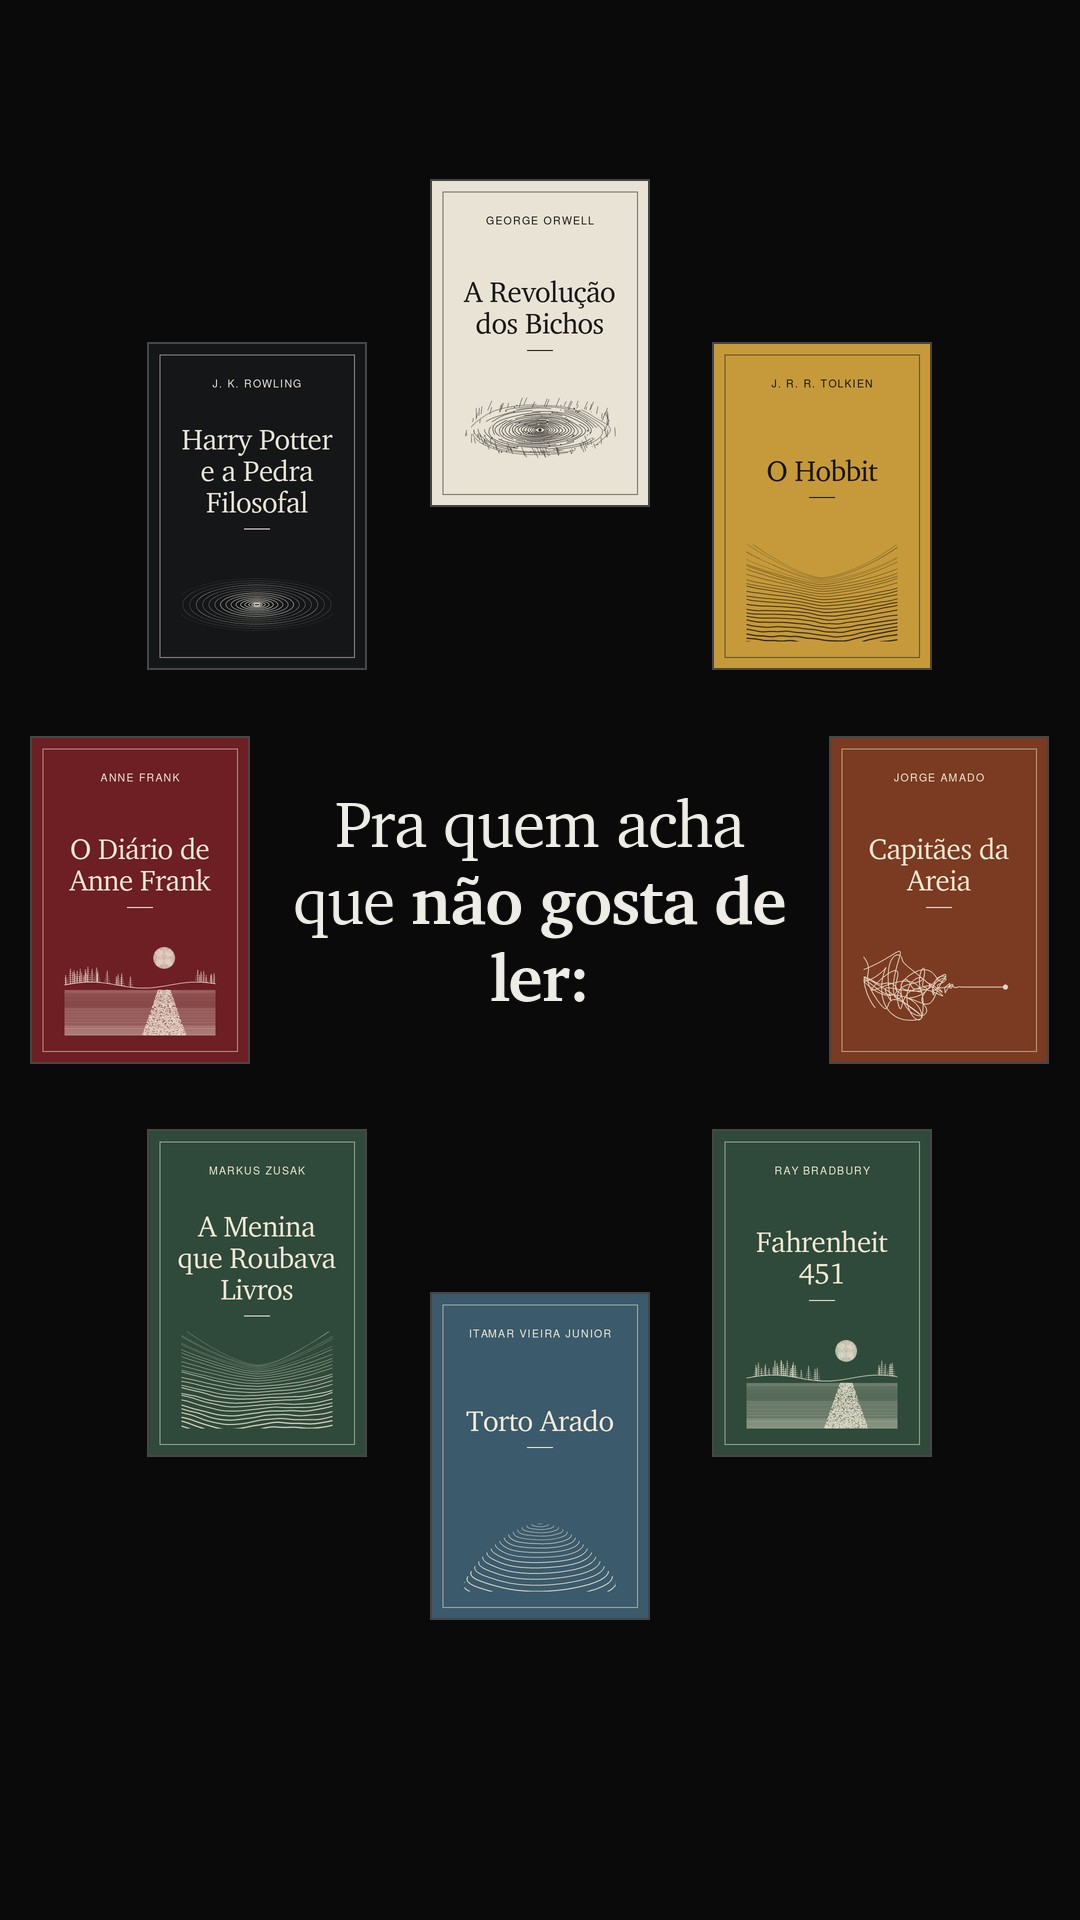 GEORGE ORWELL
A Revolução
dos Bichos
J. K. ROWLING
Harry Potter
e a Pedra
Filosofal
J. R. R. TOLKIEN
O Hobbit
ANNE FRANK
O Diário de
Anne Frank
Pra quem acha
que não gosta de
ler:
JORGE AMADO
Capitães da
Areia
MARKUS ZUSAK
A Menina
que Roubava
Livros
RAY BRADBURY
Fahrenheit
451
ITAMAR VIEIRA JUNIOR
Torto Arado